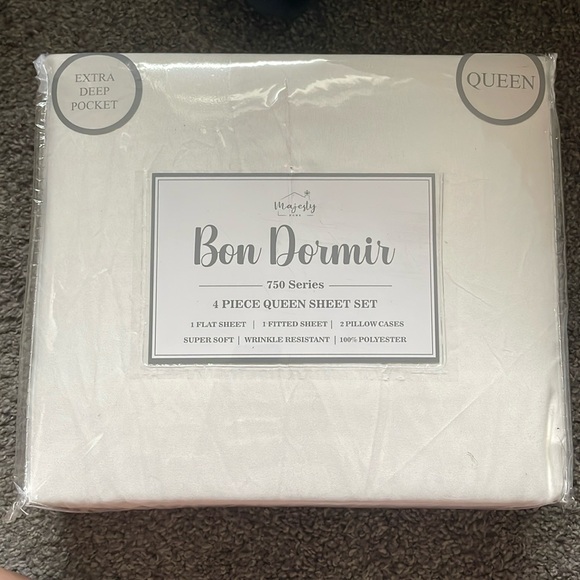 EXTRA
DEEP
POCKET
QUEEN
Majesty
HOME
Bon Dormir
750 Series
4 PIECE QUEEN SHEET SET
1 FLAT SHEET | 1 FITTED SHEET | 2 PILLOW CASES
SUPER SOFT | WRINKLE RESISTANT | 100% POLYESTER